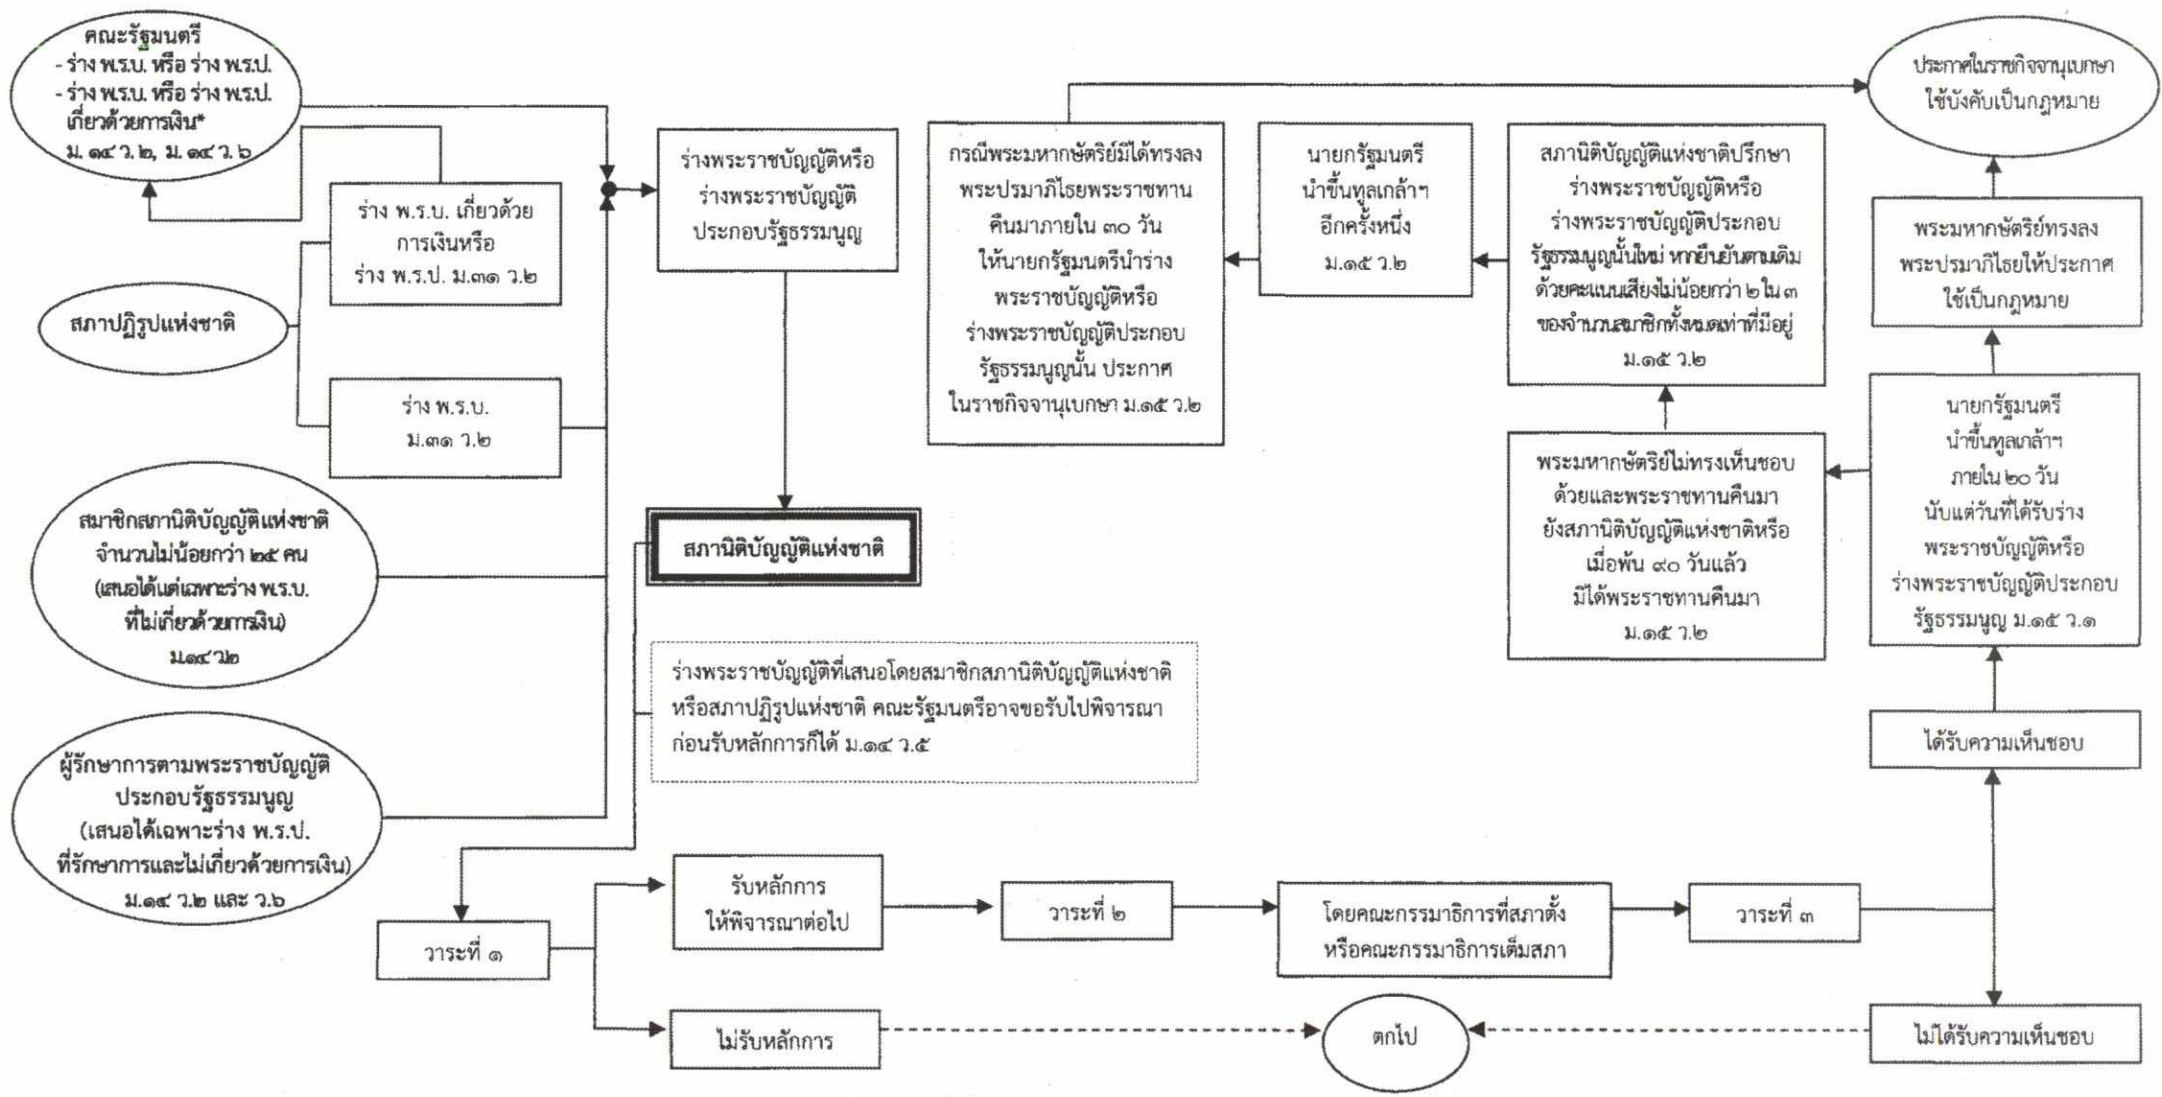 คณะรัฐมนตรี
- ร่าง พ.ร.บ. หรือ ร่าง พ.ร.ป.
- ร่าง พ.ร.บ. หรือ ร่าง พ.ร.ป.
เกี่ยวด้วยการเงิน*
ม. ๑๔ ว. ๒, ม. ๑๔ ว. ๖
ร่าง พ.ร.บ. เกี่ยวด้วย
การเงินหรือ
ร่าง พ.ร.ป. ม.๓๑ ว.๒
สภาปฏิรูปแห่งชาติ
ร่าง พ.ร.บ.
ม.๓๑ ว.๒
สมาชิกสภานิติบัญญัติแห่งชาติ
จำนวนไม่น้อยกว่า ๒๕ คน
(เสนอได้แต่เฉพาะร่าง พ.ร.บ.
ที่ไม่เกี่ยวด้วยการเงิน)
ม.๑๔ ว.๒
ผู้รักษาการตามพระราชบัญญัติ
ประกอบรัฐธรรมนูญ
(เสนอได้เฉพาะร่าง พ.ร.ป.
ที่รักษาการและไม่เกี่ยวด้วยการเงิน)
ม.๑๔ ว.๒ และ ว.๖
ร่างพระราชบัญญัติหรือ
ร่างพระราชบัญญัติ
ประกอบรัฐธรรมนูญ
สภานิติบัญญัติแห่งชาติ
ร่างพระราชบัญญัติที่เสนอโดยสมาชิกสภานิติบัญญัติแห่งชาติ
หรือสภาปฏิรูปแห่งชาติ คณะรัฐมนตรีอาจขอรับไปพิจารณา
ก่อนรับหลักการก็ได้ ม.๑๔ ว.๕
วาระที่ ๑
รับหลักการ
ให้พิจารณาต่อไป
ไม่รับหลักการ
วาระที่ ๒
โดยคณะกรรมาธิการที่สภาตั้ง
หรือคณะกรรมาธิการเต็มสภา
วาระที่ ๓
ตกไป
ไม่ได้รับความเห็นชอบ
ได้รับความเห็นชอบ
นายกรัฐมนตรี
นำขึ้นทูลเกล้าฯ
ภายใน ๒๐ วัน
นับแต่วันที่ได้รับร่าง
พระราชบัญญัติหรือ
ร่างพระราชบัญญัติประกอบ
รัฐธรรมนูญ ม.๑๕ ว.๑
พระมหากษัตริย์ทรงลง
พระปรมาภิไธยให้ประกาศ
ใช้เป็นกฎหมาย
ประกาศในราชกิจจานุเบกษา
ใช้บังคับเป็นกฎหมาย
พระมหากษัตริย์ไม่ทรงเห็นชอบ
ด้วยและพระราชทานคืนมา
ยังสภานิติบัญญัติแห่งชาติหรือ
เมื่อพ้น ๙๐ วันแล้ว
มิได้พระราชทานคืนมา
ม.๑๕ ว.๒
สภานิติบัญญัติแห่งชาติปรึกษา
ร่างพระราชบัญญัติหรือ
ร่างพระราชบัญญัติประกอบ
รัฐธรรมนูญนั้นใหม่ หากยืนยันตามเดิม
ด้วยคะแนนเสียงไม่น้อยกว่า ๒ ใน ๓
ของจำนวนสมาชิกทั้งหมดเท่าที่มีอยู่
ม.๑๕ ว.๒
นายกรัฐมนตรี
นำขึ้นทูลเกล้าฯ
อีกครั้งหนึ่ง
ม.๑๕ ว.๒
กรณีพระมหากษัตริย์มิได้ทรงลง
พระปรมาภิไธยพระราชทาน
คืนมาภายใน ๓๐ วัน
ให้นายกรัฐมนตรีนำร่าง
พระราชบัญญัติหรือ
ร่างพระราชบัญญัติประกอบ
รัฐธรรมนูญนั้น ประกาศ
ในราชกิจจานุเบกษา ม.๑๕ ว.๒